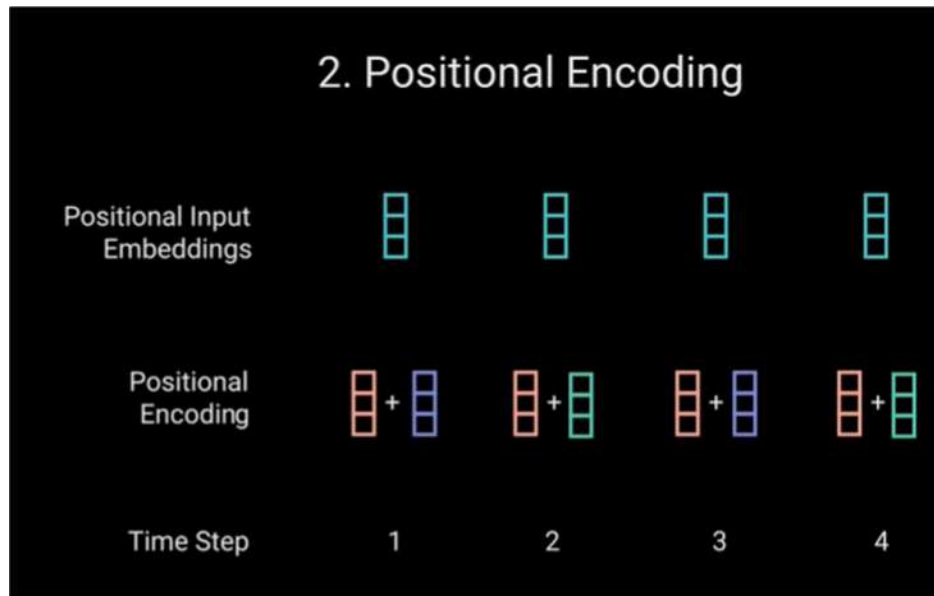 2. Positional Encoding
Positional Input
Embeddings
Positional
Encoding
+ + + +
Time Step 1 2 3 4